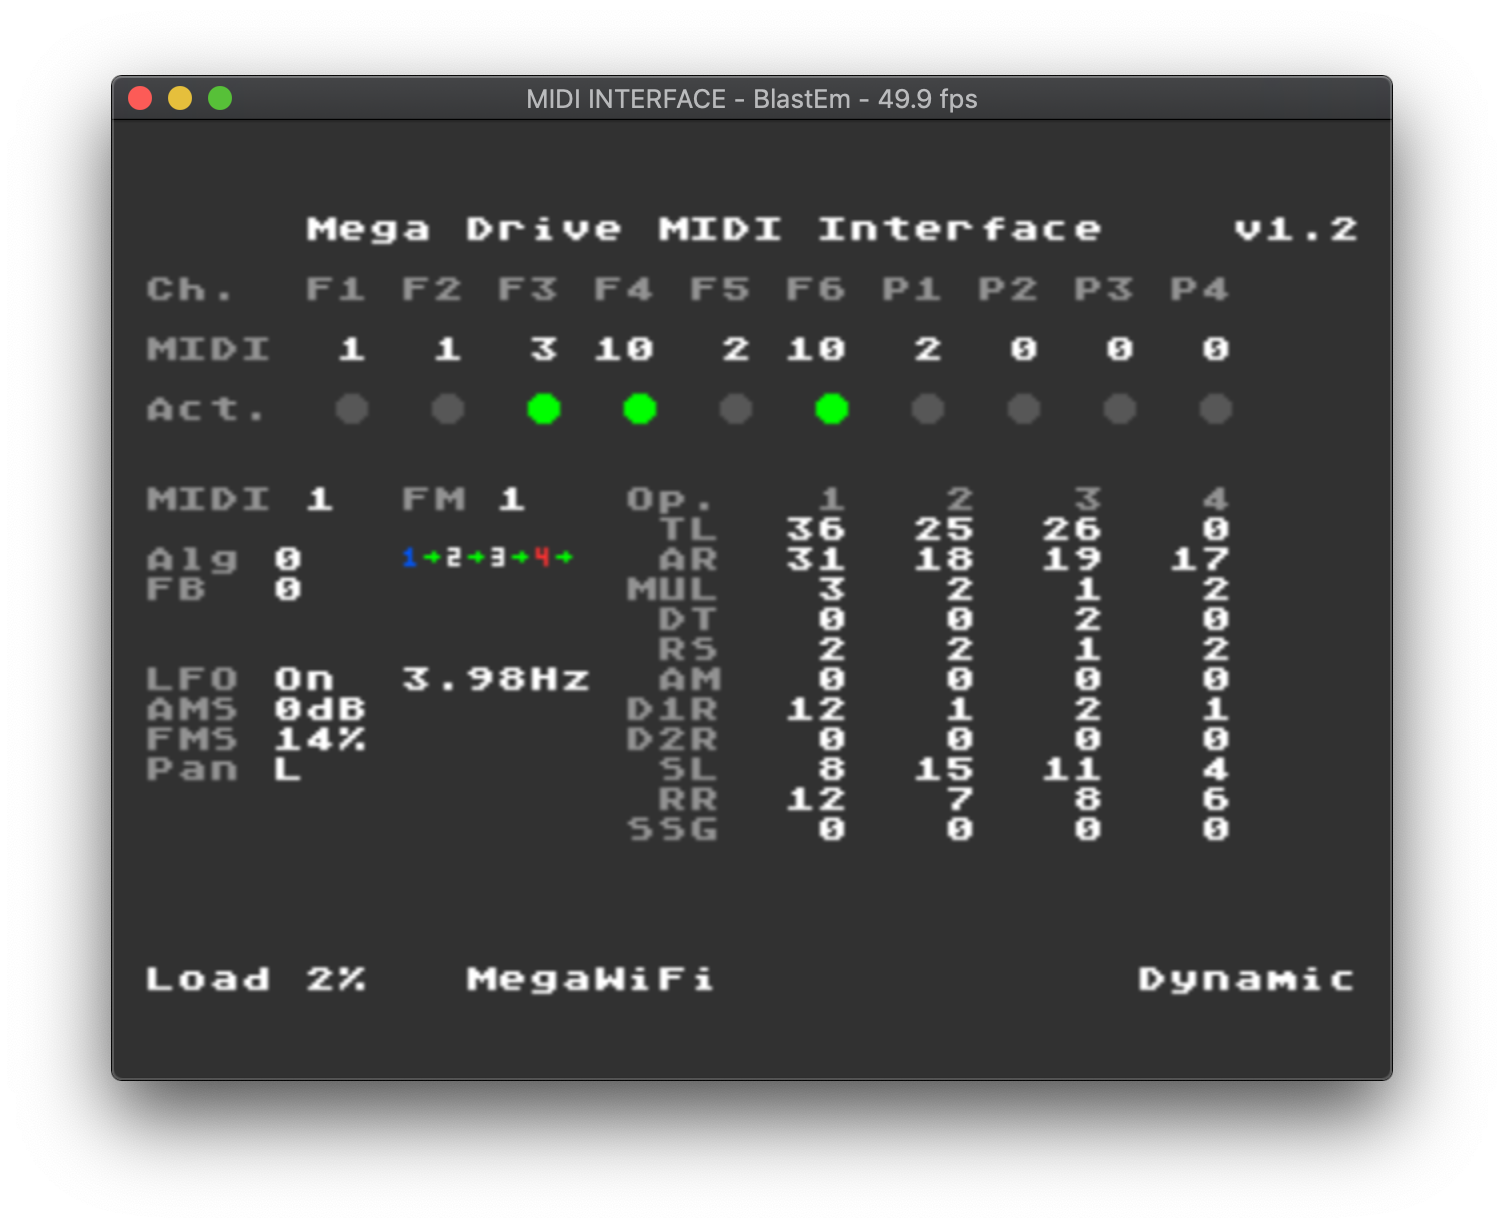 MIDI INTERFACE - BlastEm - 49.9 fps
Mega Drive MIDI Interface v1.2
Ch. F1 F2 F3 F4 F5 F6 P1 P2 P3 P4
MIDI 1 1 3 10 2 10 2 0 0 0
Act.
MIDI 1 FM 1 Op. 1 2 3 4
TL 36 25 26 0
Alg 0 1→2→3→4→ AR 31 18 19 17
FB 0 MUL 3 2 1 2
DT 0 0 2 0
RS 2 2 1 2
LFO On 3.98Hz AM 0 0 0 0
AMS 0dB D1R 12 1 2 1
FMS 14% D2R 0 0 0 0
Pan L SL 8 15 11 4
RR 12 7 8 6
SSG 0 0 0 0
Load 2% MegaWiFi Dynamic